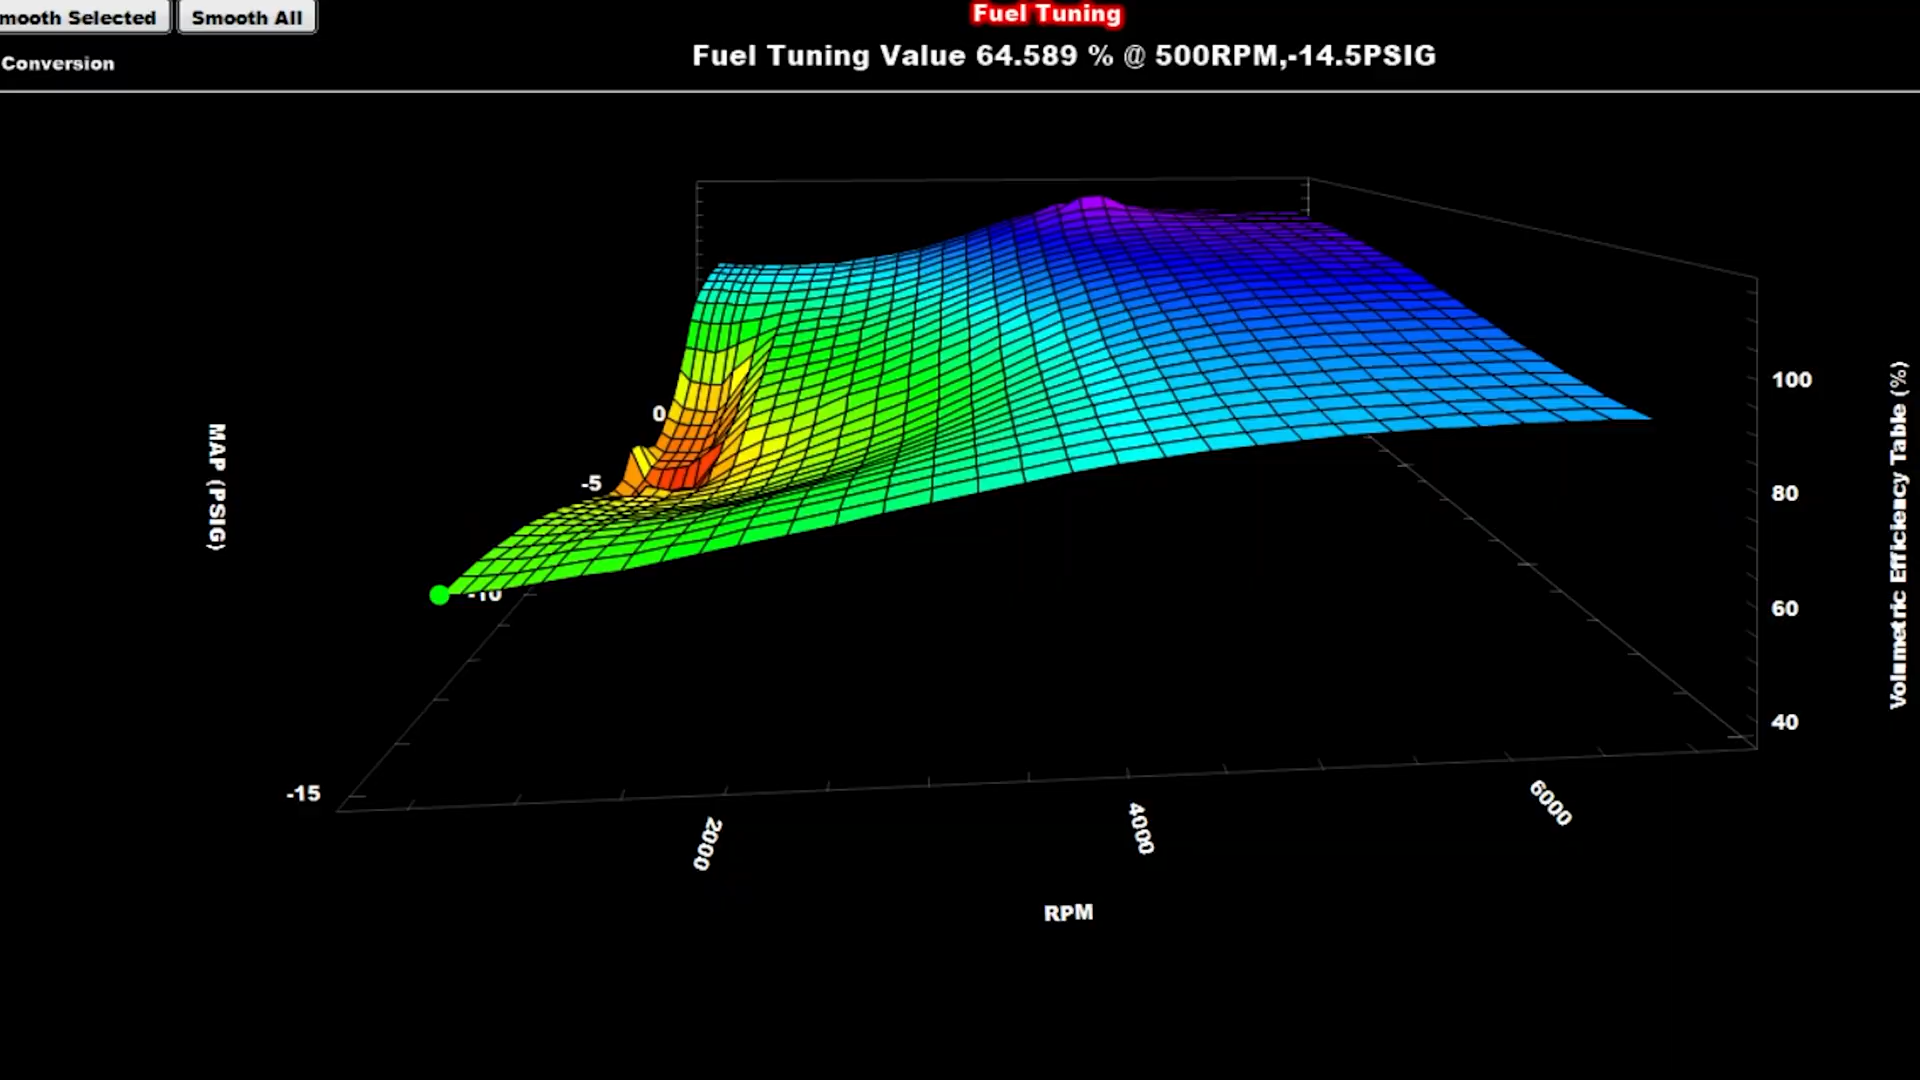 mooth Selected
Smooth All
Fuel Tuning
Conversion
Fuel Tuning Value 64.589 % @ 500RPM,-14.5PSIG
0
-5
-10
-15
MAP (PSIG)
2000
4000
6000
RPM
100
80
60
40
Volumetric Efficiency Table (%)